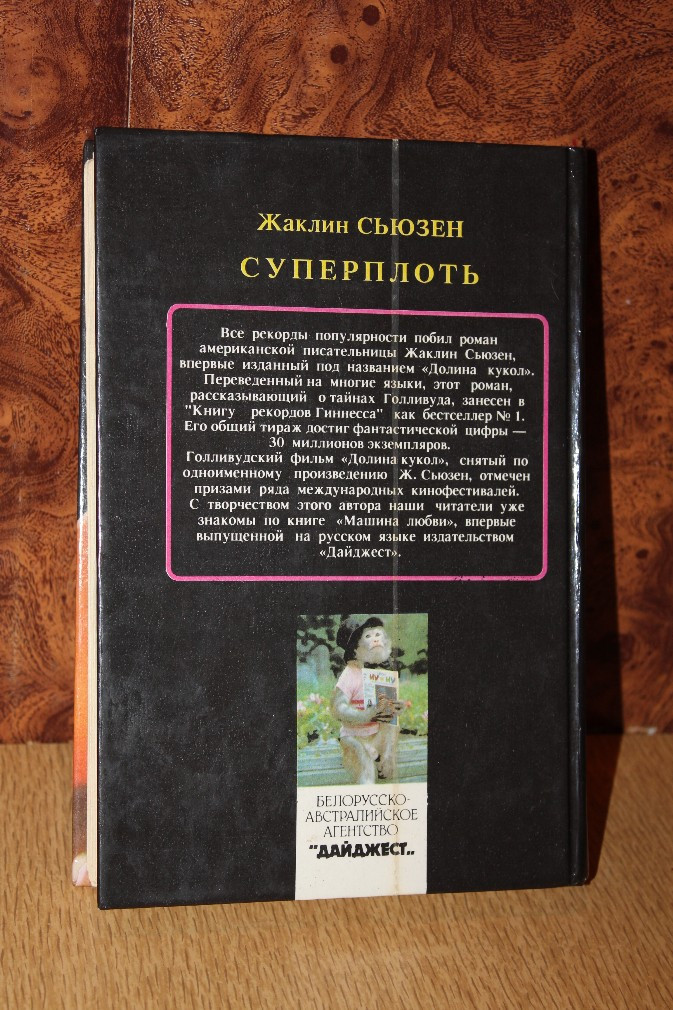 Жаклин СЬЮЗЕН
СУПЕРПЛОТЬ
Все рекорды популярности побил роман
американской писательницы Жаклин Сьюзен,
впервые изданный под названием «Долина кукол».
Переведенный на многие языки, этот роман,
рассказывающий о тайнах Голливуда, занесен в
"Книгу рекордов Гиннесса" как бестселлер № 1.
Его общий тираж достиг фантастической цифры —
30 миллионов экземпляров.
Голливудский фильм «Долина кукол», снятый по
одноименному произведению Ж. Сьюзен, отмечен
призами ряда международных кинофестивалей.
С творчеством этого автора наши читатели уже
знакомы по книге «Машина любви», впервые
выпущенной на русском языке издательством
«Дайджест».
БЕЛОРУССКО-
АВСТРАЛИЙСКОЕ
АГЕНТСТВО
"ДАЙДЖЕСТ..